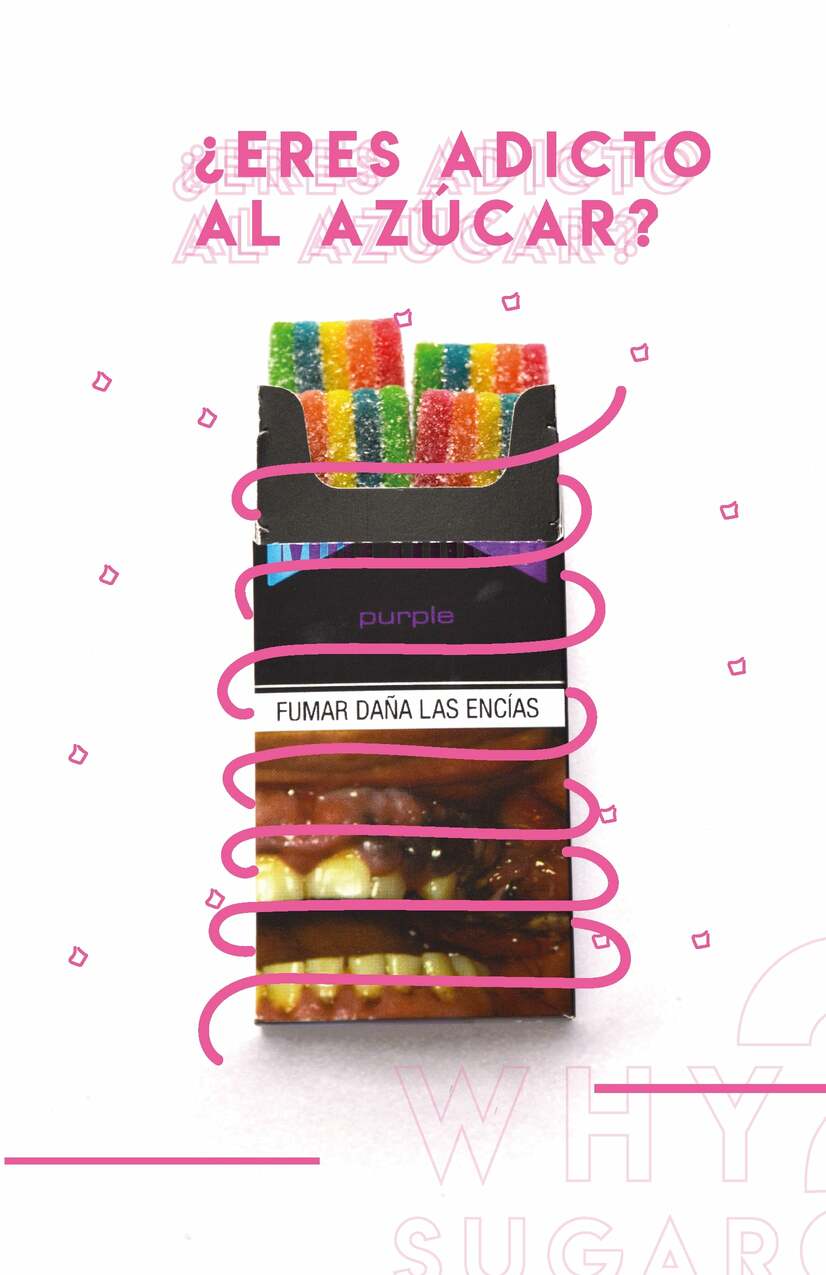 ¿ERES ADICTO
AL AZÚCAR?
purple
FUMAR DAÑA LAS ENCÍAS
WHY?
SUGAR